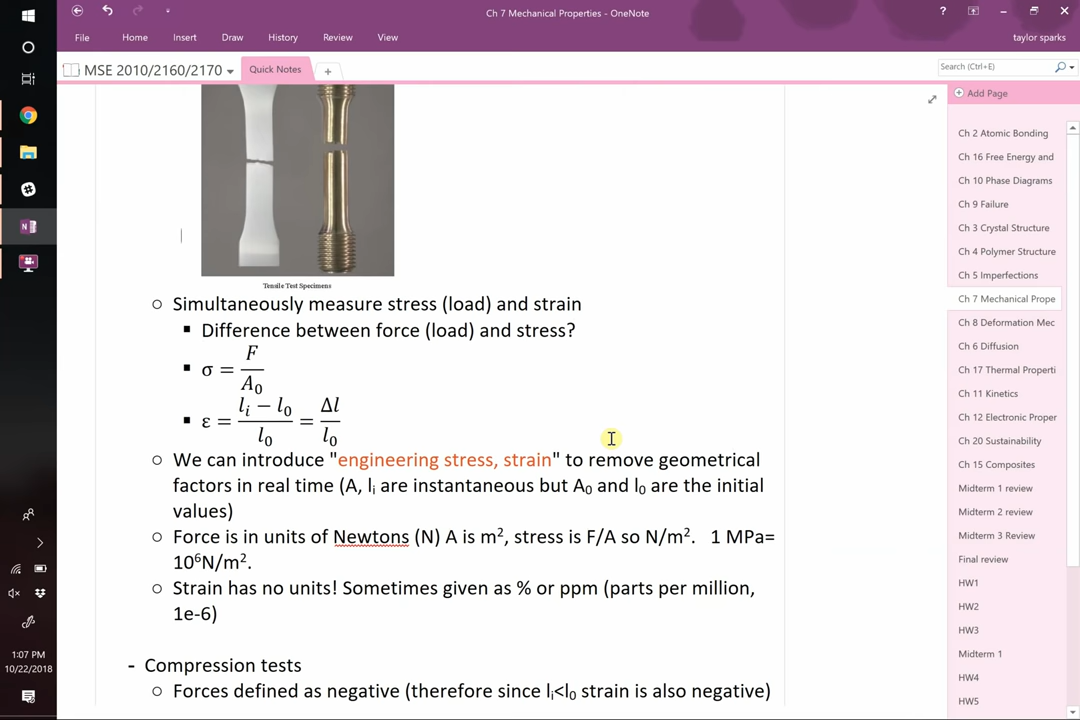 Ch 7 Mechanical Properties - OneNote
?
File Home Insert Draw History Review View
taylor sparks
MSE 2010/2160/2170
Quick Notes
+
Search (Ctrl+E)
Add Page
Tensile Test Specimens
○ Simultaneously measure stress (load) and strain
▪ Difference between force (load) and stress?
▪ σ = F/A₀
▪ ε = (lᵢ − l₀)/l₀ = Δl/l₀
○ We can introduce "engineering stress, strain" to remove geometrical
factors in real time (A, lᵢ are instantaneous but A₀ and l₀ are the initial
values)
○ Force is in units of Newtons (N) A is m², stress is F/A so N/m². 1 MPa=
10⁶N/m².
○ Strain has no units! Sometimes given as % or ppm (parts per million,
1e-6)
- Compression tests
○ Forces defined as negative (therefore since lᵢ<l₀ strain is also negative)
Ch 2 Atomic Bonding
Ch 16 Free Energy and
Ch 10 Phase Diagrams
Ch 9 Failure
Ch 3 Crystal Structure
Ch 4 Polymer Structure
Ch 5 Imperfections
Ch 7 Mechanical Prope
Ch 8 Deformation Mec
Ch 6 Diffusion
Ch 17 Thermal Properti
Ch 11 Kinetics
Ch 12 Electronic Proper
Ch 20 Sustainability
Ch 15 Composites
Midterm 1 review
Midterm 2 review
Midterm 3 Review
Final review
HW1
HW2
HW3
Midterm 1
HW4
HW5
1:07 PM
10/22/2018